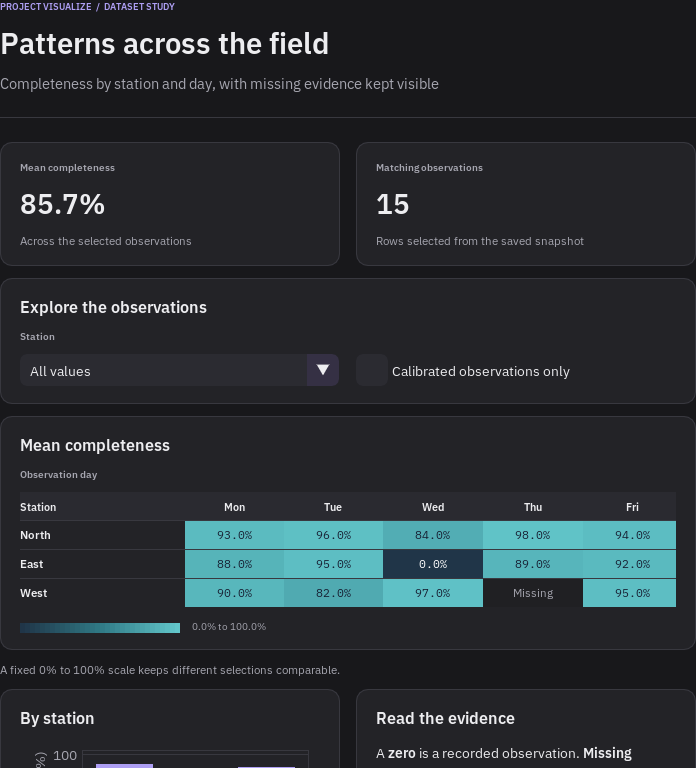 PROJECT VISUALIZE / DATASET STUDY
Patterns across the field
Completeness by station and day, with missing evidence kept visible
Mean completeness
85.7%
Across the selected observations
Matching observations
15
Rows selected from the saved snapshot
Explore the observations
Station
All values
Calibrated observations only
Mean completeness
Observation day
Station Mon Tue Wed Thu Fri
North 93.0% 96.0% 84.0% 98.0% 94.0%
East 88.0% 95.0% 0.0% 89.0% 92.0%
West 90.0% 82.0% 97.0% Missing 95.0%
0.0% to 100.0%
A fixed 0% to 100% scale keeps different selections comparable.
By station
100
%)
Read the evidence
A zero is a recorded observation. Missing